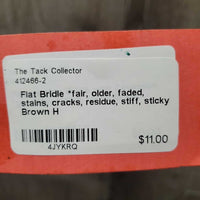 The Tack Collector
412466-2
Flat Bridle *fair, older, faded,
stains, cracks, residue, stiff, sticky
Brown H
$11.00
4JYKRQ